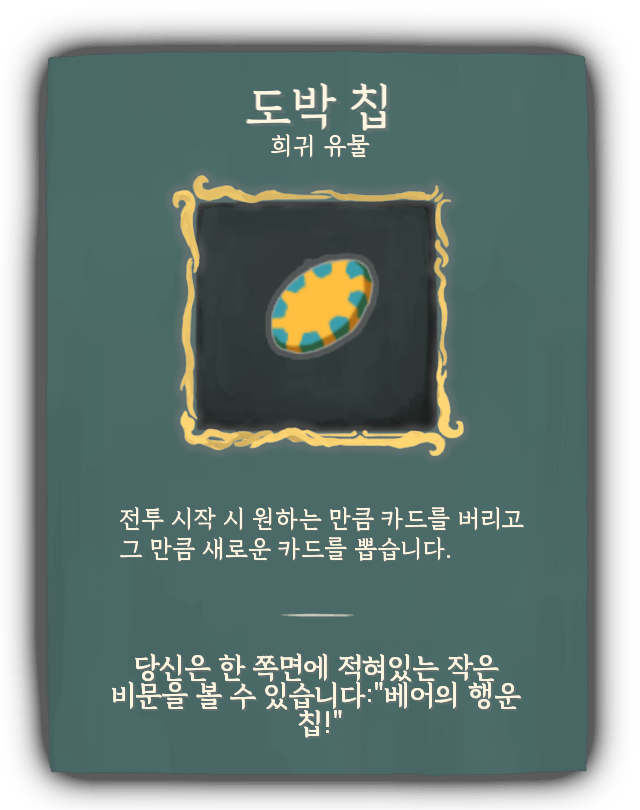 도박 칩
희귀 유물
전투 시작 시 원하는 만큼 카드를 버리고
그 만큼 새로운 카드를 뽑습니다.
당신은 한 쪽면에 적혀있는 작은
비문을 볼 수 있습니다:"베어의 행운
칩!"